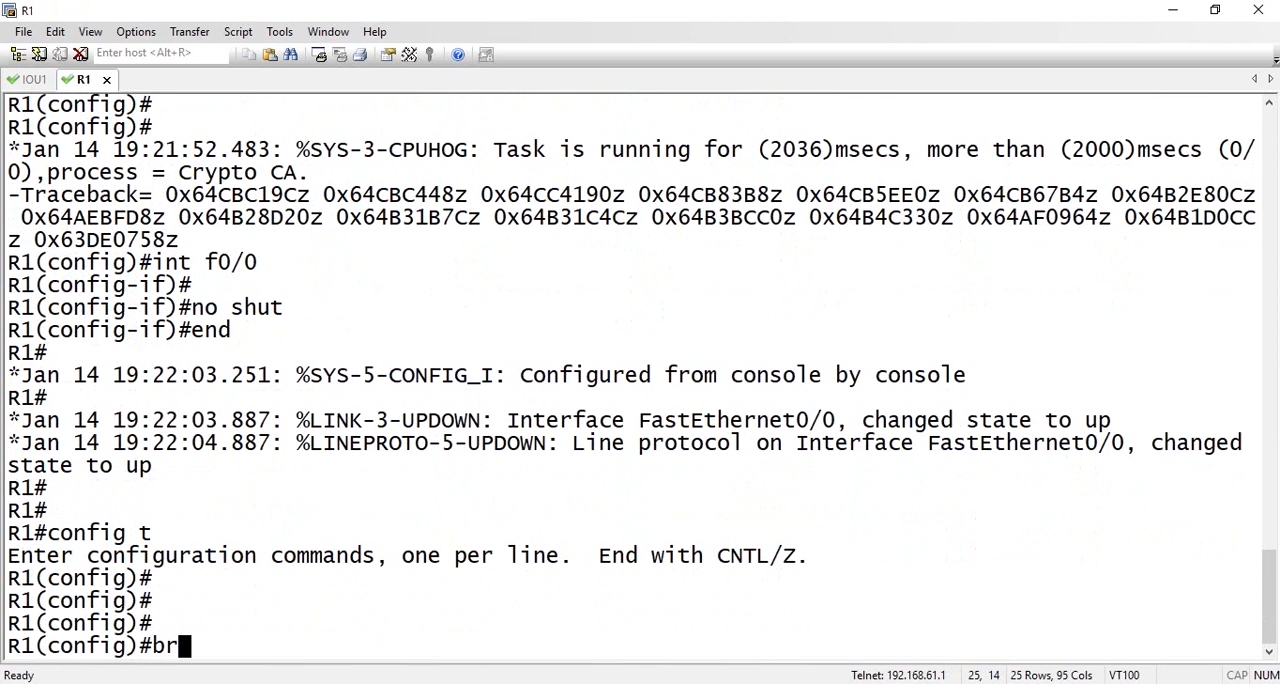 R1
File Edit View Options Transfer Script Tools Window Help
Enter host <Alt+R>
IOU1 R1
R1(config)#
R1(config)#
*Jan 14 19:21:52.483: %SYS-3-CPUHOG: Task is running for (2036)msecs, more than (2000)msecs (0/
0),process = Crypto CA.
-Traceback= 0x64CBC19Cz 0x64CBC448z 0x64CC4190z 0x64CB83B8z 0x64CB5EE0z 0x64CB67B4z 0x64B2E80Cz
0x64AEBFD8z 0x64B28D20z 0x64B31B7Cz 0x64B31C4Cz 0x64B3BCC0z 0x64B4C330z 0x64AF0964z 0x64B1D0CC
z 0x63DE0758z
R1(config)#int f0/0
R1(config-if)#
R1(config-if)#no shut
R1(config-if)#end
R1#
*Jan 14 19:22:03.251: %SYS-5-CONFIG_I: Configured from console by console
R1#
*Jan 14 19:22:03.887: %LINK-3-UPDOWN: Interface FastEthernet0/0, changed state to up
*Jan 14 19:22:04.887: %LINEPROTO-5-UPDOWN: Line protocol on Interface FastEthernet0/0, changed
state to up
R1#
R1#
R1#config t
Enter configuration commands, one per line.  End with CNTL/Z.
R1(config)#
R1(config)#
R1(config)#
R1(config)#br
Ready Telnet: 192.168.61.1 25, 14 25 Rows, 95 Cols VT100 CAP NUM